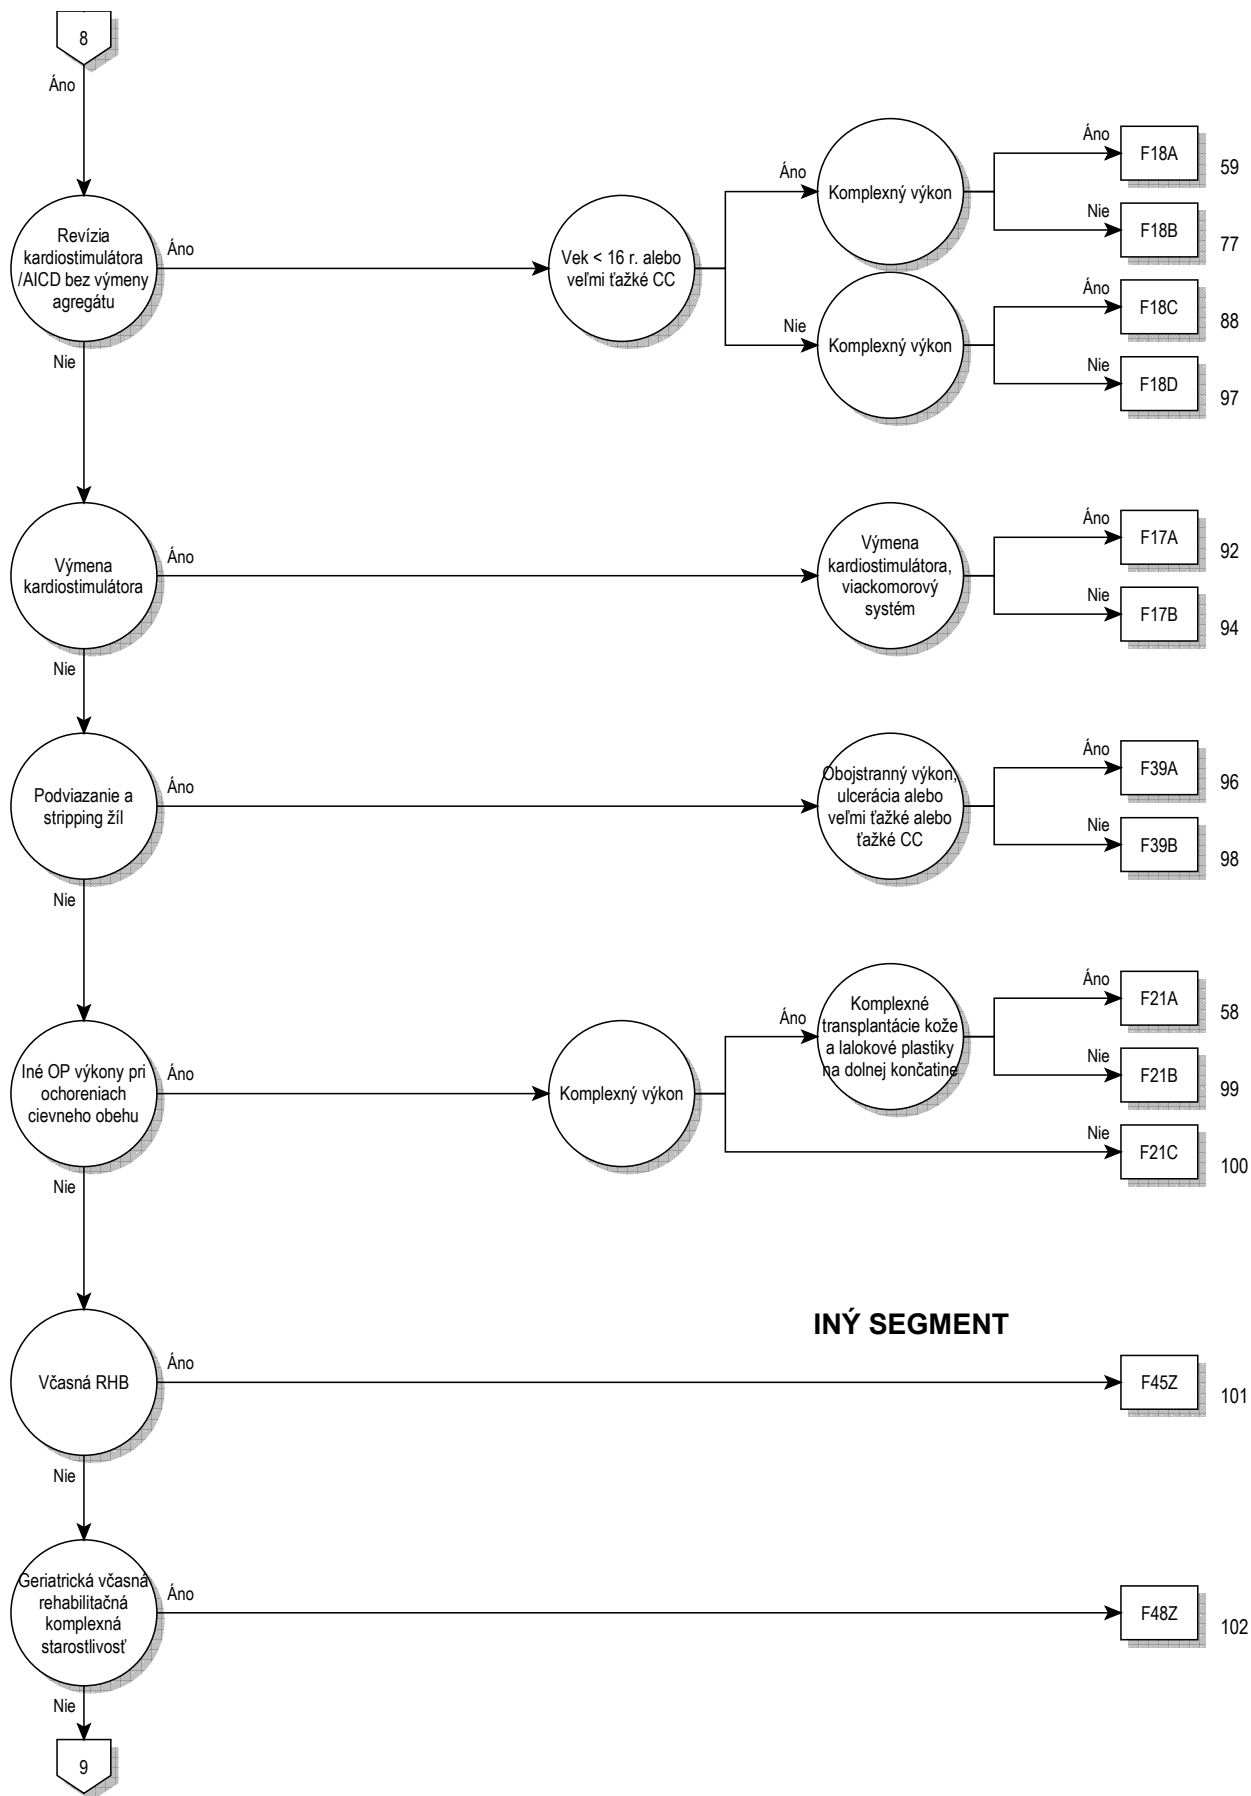 8
Áno
Revízia
kardiostimulátora
/AICD bez výmeny
agregátu
Áno
Vek < 16 r. alebo
veľmi ťažké CC
Áno
Komplexný výkon
Áno
F18A
59
Nie
F18B
77
Nie
Komplexný výkon
Áno
F18C
88
Nie
F18D
97
Nie
Výmena
kardiostimulátora
Áno
Výmena
kardiostimulátora,
viackomorový
systém
Áno
F17A
92
Nie
F17B
94
Nie
Podviazanie a
stripping žíl
Áno
Obojstranný výkon,
ulcerácia alebo
veľmi ťažké alebo
ťažké CC
Áno
F39A
96
Nie
F39B
98
Nie
Iné OP výkony pri
ochoreniach
cievneho obehu
Áno
Komplexný výkon
Áno
Komplexné
transplantácie kože
a lalokové plastiky
na dolnej končatine
Áno
F21A
58
Nie
F21B
99
Nie
F21C
100
Nie
INÝ SEGMENT
Včasná RHB
Áno
F45Z
101
Nie
Geriatrická včasná
rehabilitačná
komplexná
starostlivosť
Áno
F48Z
102
Nie
9